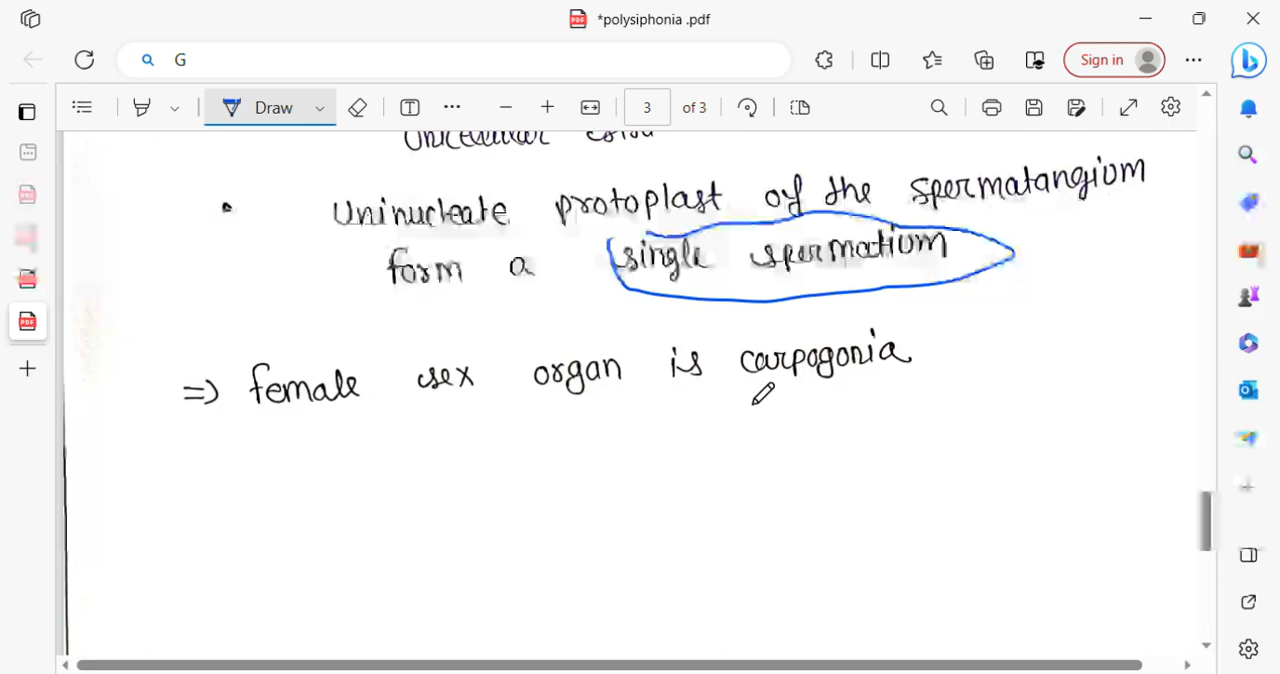 *polysiphonia .pdf
G
Sign in
Draw
3 of 3
Unicellular
• Uninucleate protoplast of the spermatangium
form a single spermatium
=> female sex organ is carpogonia